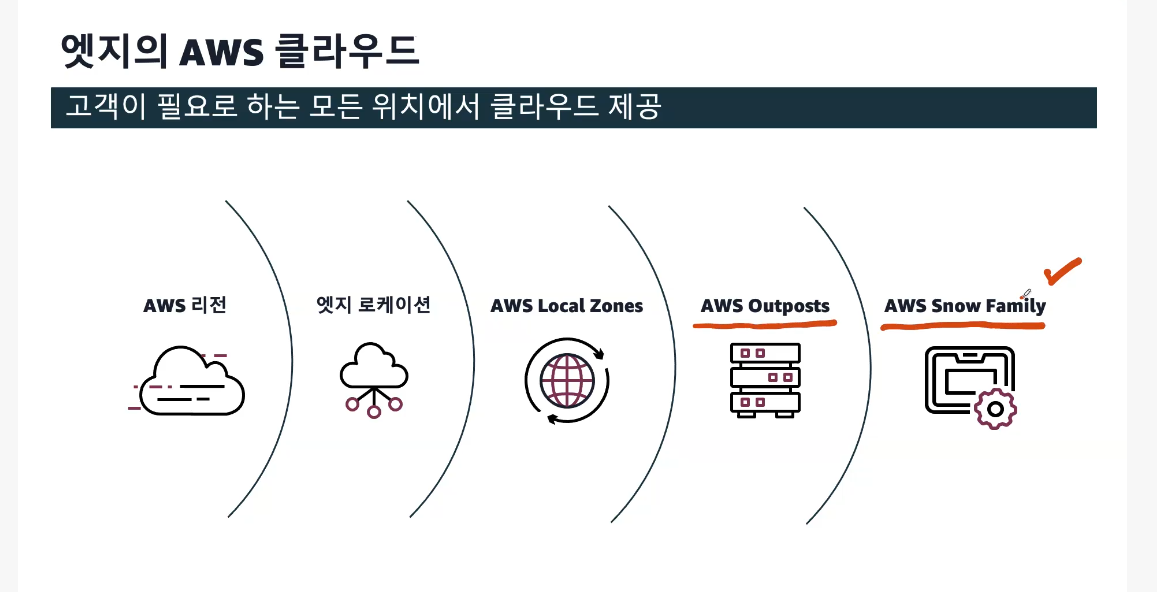 엣지의 AWS 클라우드
고객이 필요로 하는 모든 위치에서 클라우드 제공
AWS 리전
엣지 로케이션
AWS Local Zones
AWS Outposts
AWS Snow Family